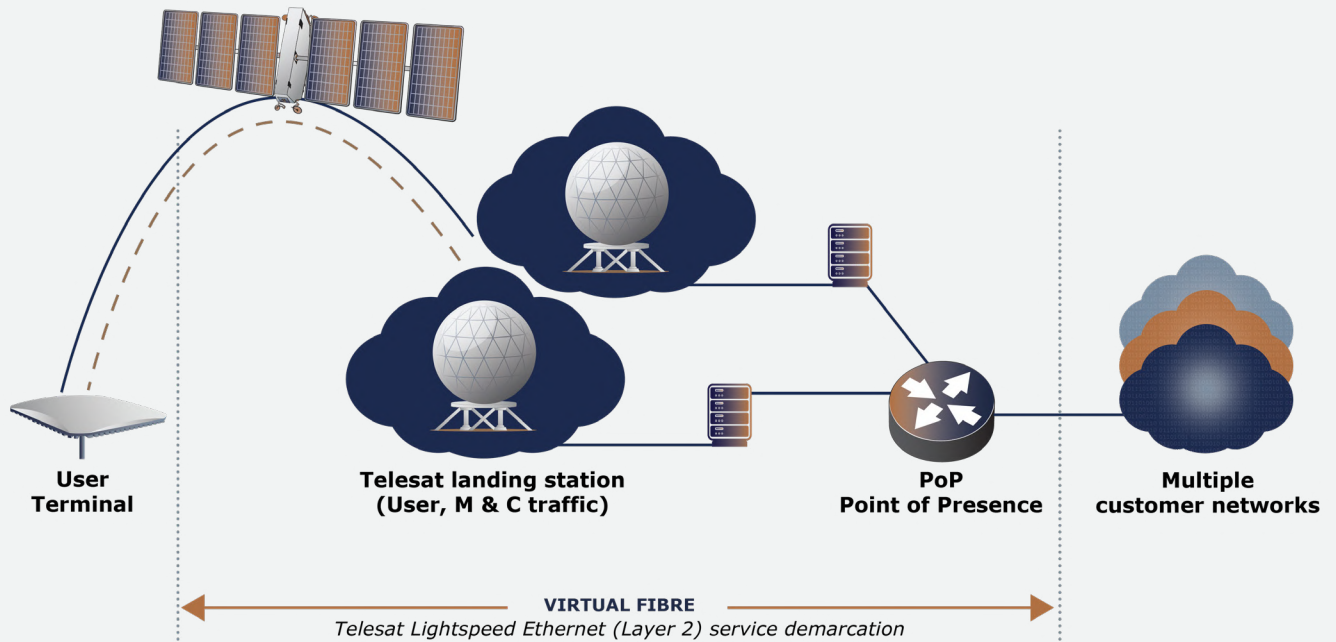 User
Terminal
Telesat landing station
(User, M & C traffic)
PoP
Point of Presence
Multiple
customer networks
VIRTUAL FIBRE
Telesat Lightspeed Ethernet (Layer 2) service demarcation